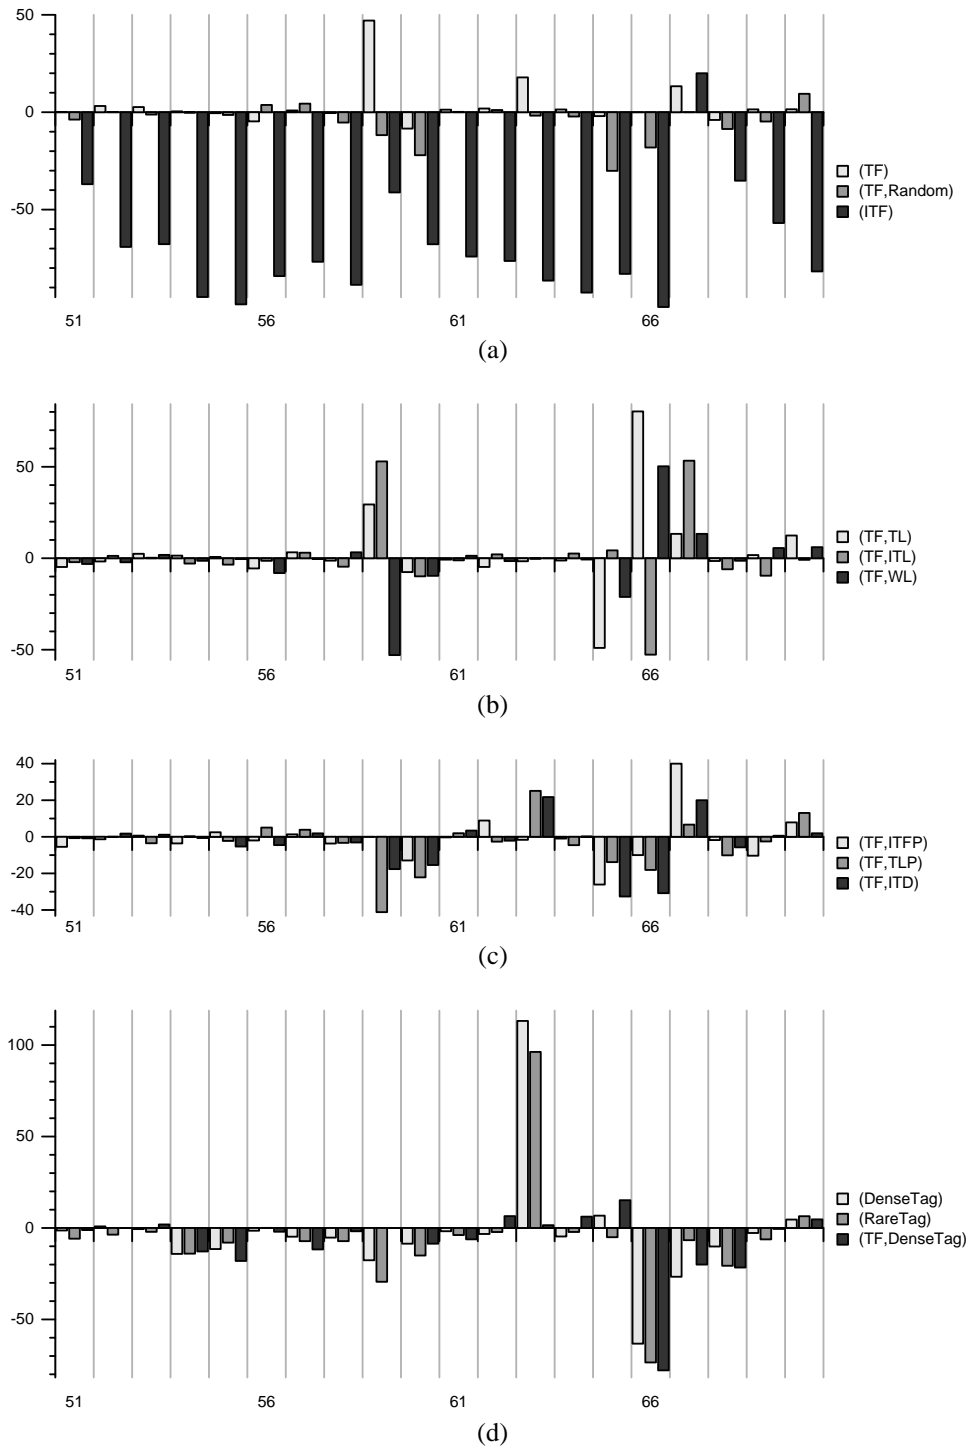 50
0
-50
(TF)
(TF,Random)
(ITF)
51 56 61 66
(a)
50
0
-50
(TF,TL)
(TF,ITL)
(TF,WL)
51 56 61 66
(b)
40
20
0
-20
-40
(TF,ITFP)
(TF,TLP)
(TF,ITD)
51 56 61 66
(c)
100
50
0
-50
(DenseTag)
(RareTag)
(TF,DenseTag)
51 56 61 66
(d)